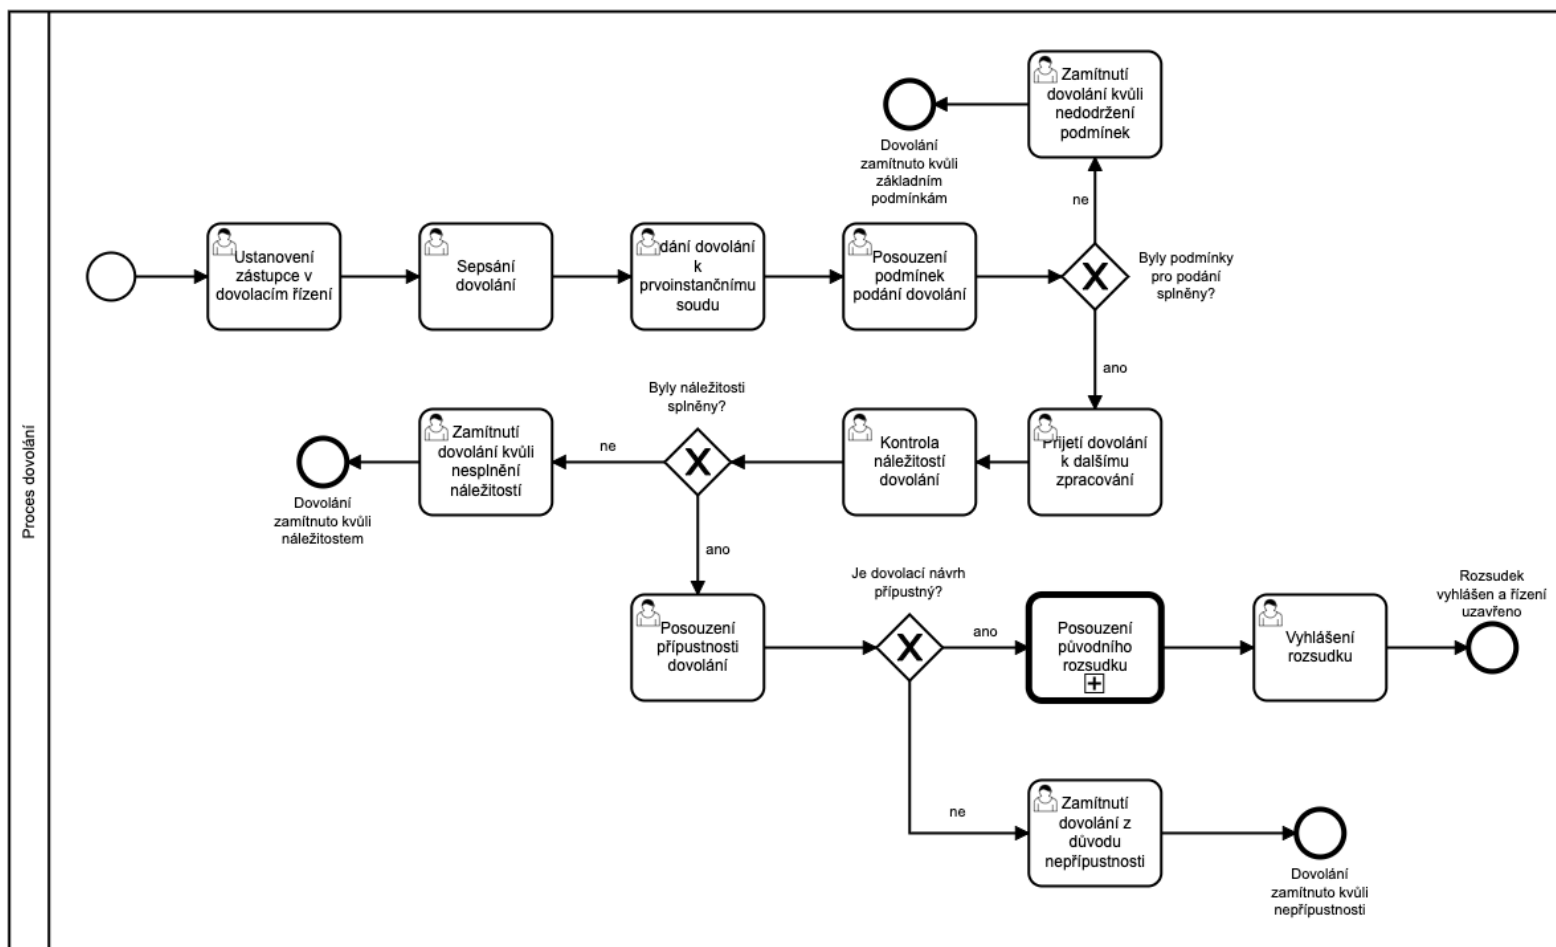 Proces dovolání
Zamítnutí
dovolání kvůli
nedodržení
podmínek
Dovolání
zamítnuto kvůli
základním
podmínkám
ne
Ustanovení
zástupce v
dovolacím řízení
Sepsání
dovolání
dání dovolání
k
prvoinstančnímu
soudu
Posouzení
podmínek
podání dovolání
Byly podmínky
pro podání
splněny?
ano
Byly náležitosti
splněny?
Zamítnutí
dovolání kvůli
nesplnění
náležitostí
ne
Kontrola
náležitostí
dovolání
Přijetí dovolání
k dalšímu
zpracování
Dovolání
zamítnuto kvůli
náležitostem
ano
Je dovolací návrh
přípustný?
Rozsudek
vyhlášen a řízení
uzavřeno
Posouzení
přípustnosti
dovolání
ano
Posouzení
původního
rozsudku
Vyhlášení
rozsudku
ne
Zamítnutí
dovolání z
důvodu
nepřípustnosti
Dovolání
zamítnuto kvůli
nepřípustnosti